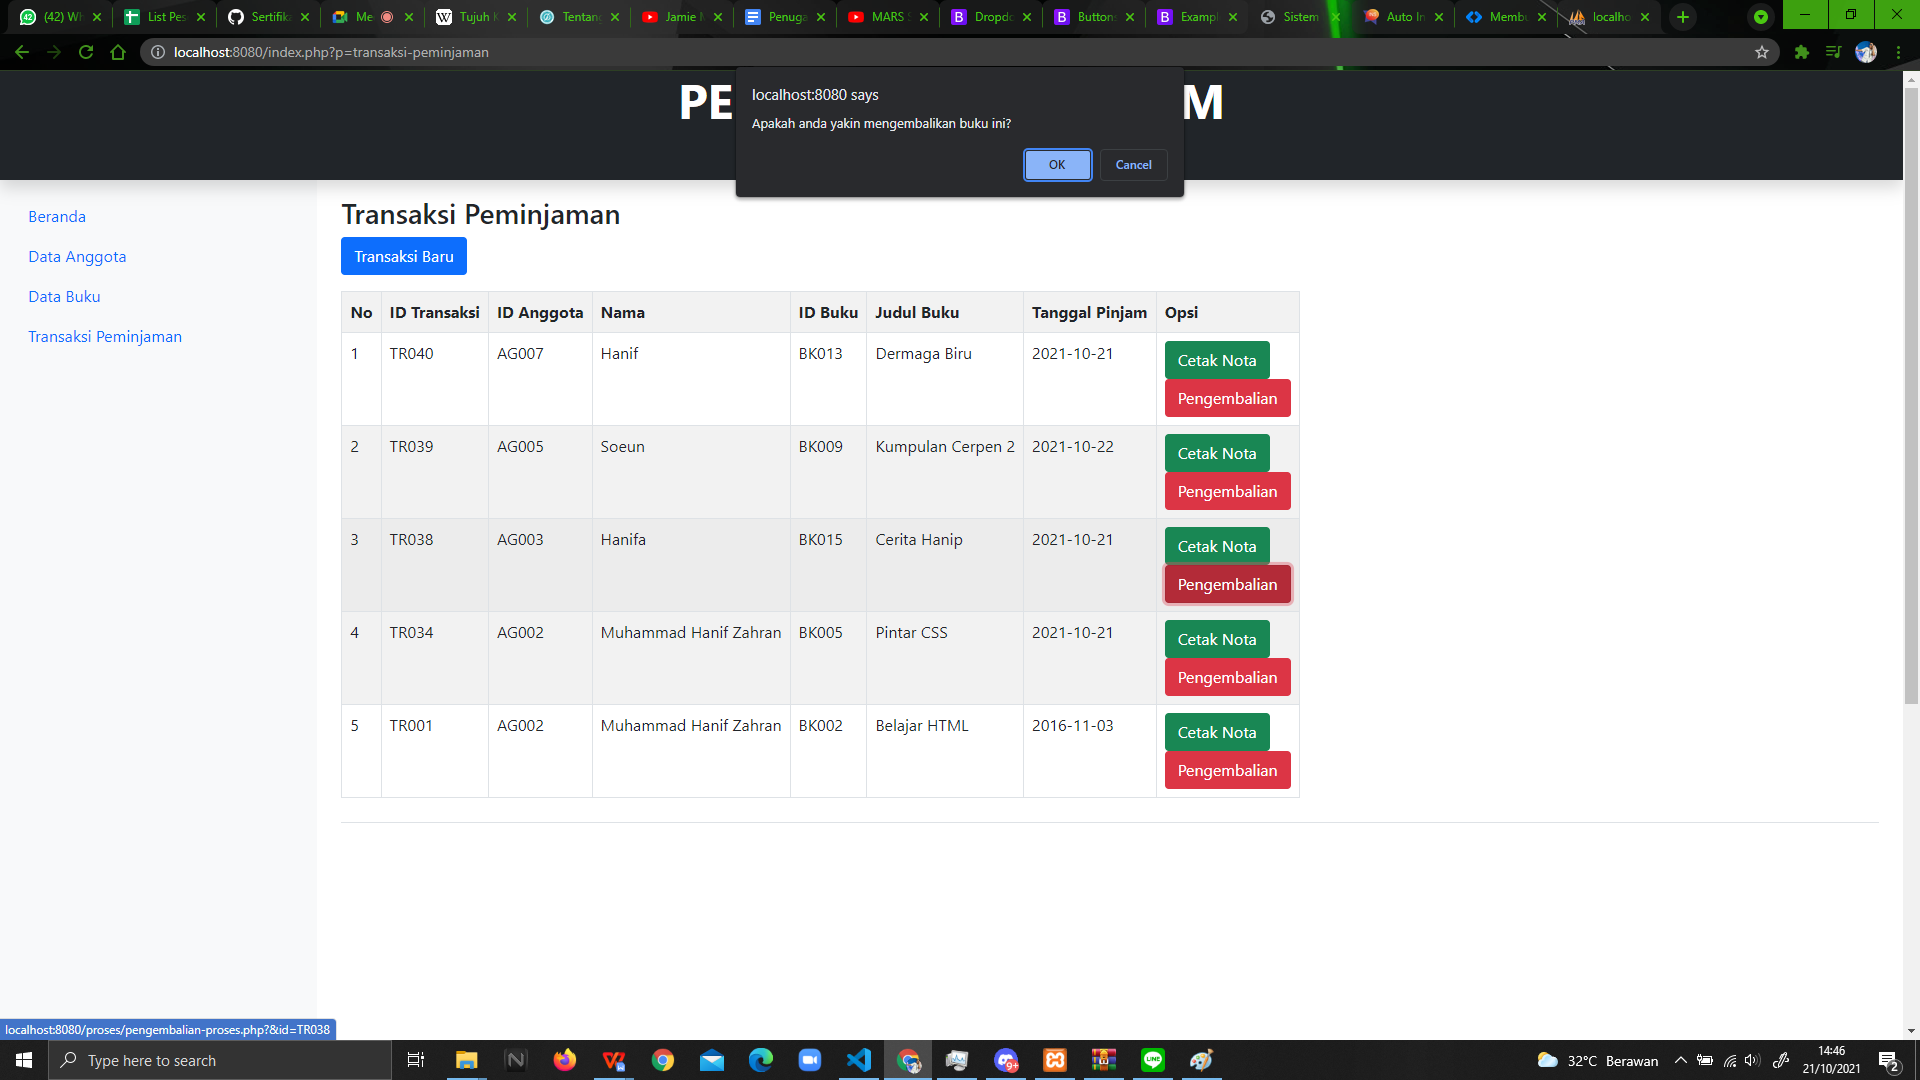 (42) Wh
List Pes
Sertifik
Me
Tujuh K
Tentang
Jamie M
Penuga
MARS
Dropdo
Button
Exampl
Sistem
Auto In
Memb
localho
localhost:8080/index.php?p=transaksi-peminjaman
PE
M
localhost:8080 says
Apakah anda yakin mengembalikan buku ini?
OK
Cancel
Beranda
Data Anggota
Data Buku
Transaksi Peminjaman
Transaksi Peminjaman
Transaksi Baru
No ID Transaksi ID Anggota Nama ID Buku Judul Buku Tanggal Pinjam Opsi
1 TR040 AG007 Hanif BK013 Dermaga Biru 2021-10-21 Cetak Nota
Pengembalian
2 TR039 AG005 Soeun BK009 Kumpulan Cerpen 2 2021-10-22 Cetak Nota
Pengembalian
3 TR038 AG003 Hanifa BK015 Cerita Hanip 2021-10-21 Cetak Nota
Pengembalian
4 TR034 AG002 Muhammad Hanif Zahran BK005 Pintar CSS 2021-10-21 Cetak Nota
Pengembalian
5 TR001 AG002 Muhammad Hanif Zahran BK002 Belajar HTML 2016-11-03 Cetak Nota
Pengembalian
localhost:8080/proses/pengembalian-proses.php?&id=TR038
Type here to search
32°C Berawan
14:46
21/10/2021
2